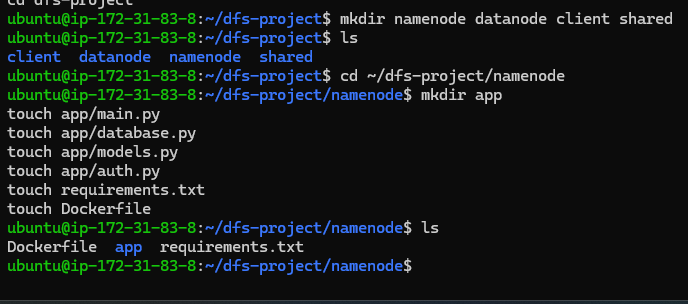 cd dfs-project
ubuntu@ip-172-31-83-8:~/dfs-project$ mkdir namenode datanode client shared
ubuntu@ip-172-31-83-8:~/dfs-project$ ls
client  datanode  namenode  shared
ubuntu@ip-172-31-83-8:~/dfs-project$ cd ~/dfs-project/namenode
ubuntu@ip-172-31-83-8:~/dfs-project/namenode$ mkdir app
touch app/main.py
touch app/database.py
touch app/models.py
touch app/auth.py
touch requirements.txt
touch Dockerfile
ubuntu@ip-172-31-83-8:~/dfs-project/namenode$ ls
Dockerfile  app  requirements.txt
ubuntu@ip-172-31-83-8:~/dfs-project/namenode$